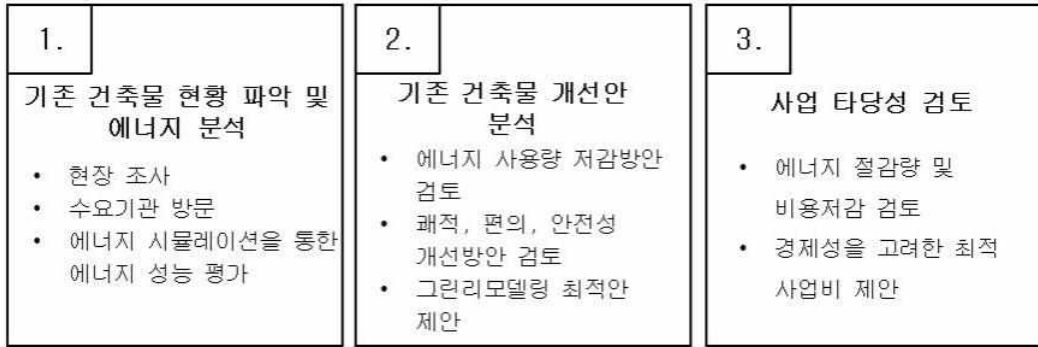 1.
기존 건축물 현황 파악 및
에너지 분석
• 현장 조사
• 수요기관 방문
• 에너지 시뮬레이션을 통한
에너지 성능 평가
2.
기존 건축물 개선안
분석
• 에너지 사용량 저감방안
검토
• 쾌적, 편의, 안전성
개선방안 검토
• 그린리모델링 최적안
제안
3.
사업 타당성 검토
• 에너지 절감량 및
비용저감 검토
• 경제성을 고려한 최적
사업비 제안